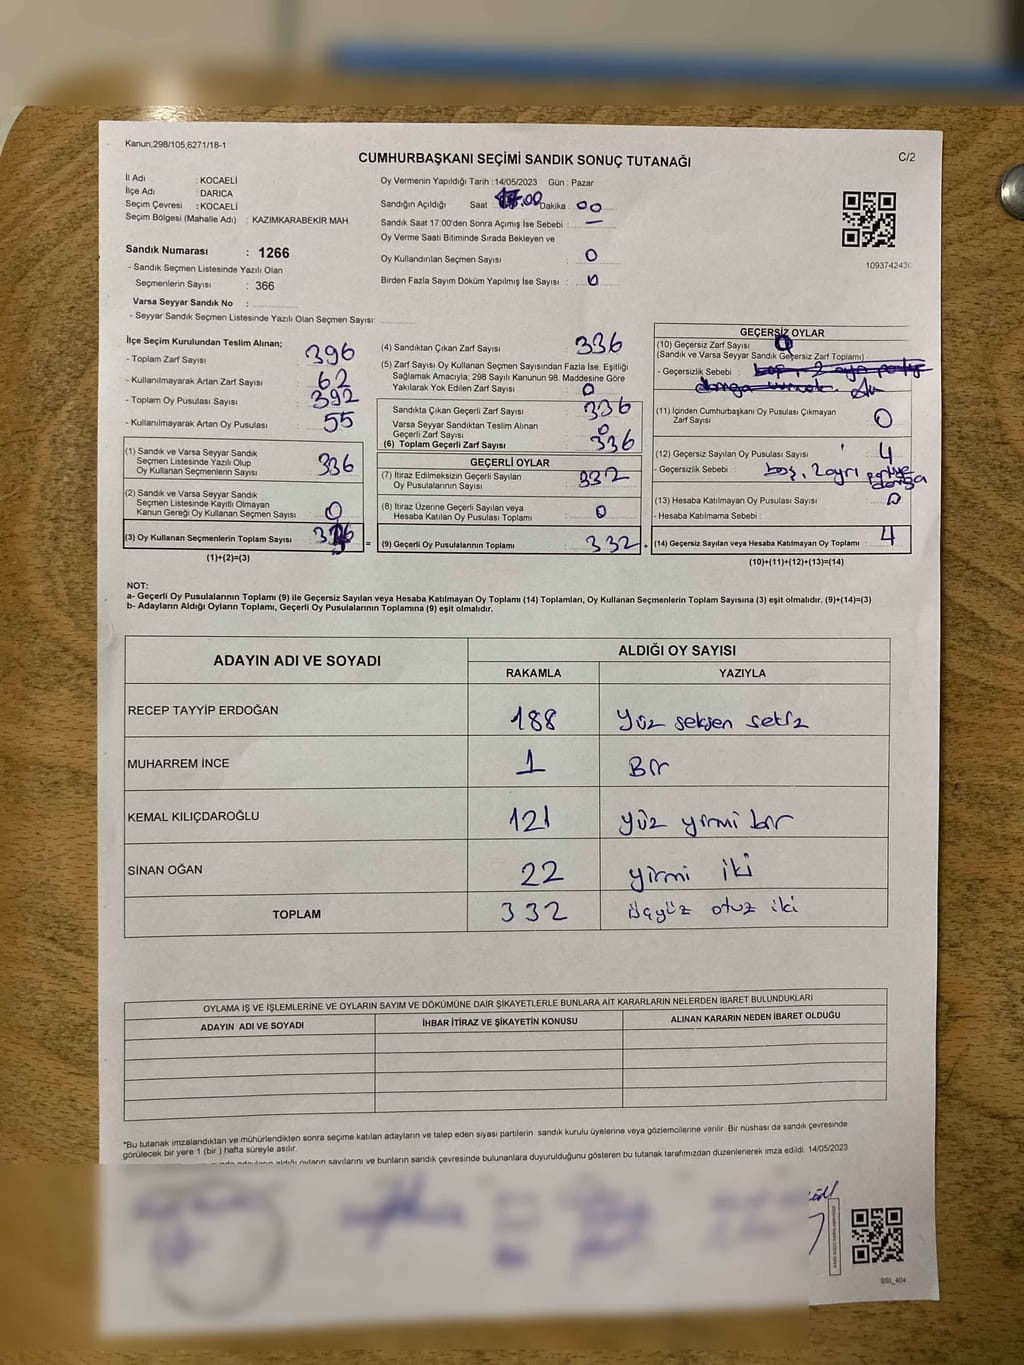 Kanun,298/105,6271/18-1
CUMHURBAŞKANI SEÇİMİ SANDIK SONUÇ TUTANAĞI
C/2
İl Adı : KOCAELİ
İlçe Adı : DARICA
Seçim Çevresi : KOCAELİ
Seçim Bölgesi (Mahalle Adı) : KAZIMKARABEKİR MAH.
Sandık Numarası : 1266
- Sandık Seçmen Listesinde Yazılı Olan
Seçmenlerin Sayısı : 366
Varsa Seyyar Sandık No :
- Seyyar Sandık Seçmen Listesinde Yazılı Olan Seçmen Sayısı:
Oy Vermenin Yapıldığı Tarih : 14/05/2023 Gün : Pazar
Sandığın Açıldığı Saat 17.00 Dakika : 00
Sandık Saat 17:00'den Sonra Açımış İse Sebebi : —
Oy Verme Saati Bitiminde Sırada Bekleyen ve
Oy Kullandırılan Seçmen Sayısı : 0
Birden Fazla Sayım Döküm Yapılmış İse Sayısı : 0
1093742430
İlçe Seçim Kurulundan Teslim Alınan;
- Toplam Zarf Sayısı : 396
- Kullanılmayarak Artan Zarf Sayısı : 62
- Toplam Oy Pusulası Sayısı : 392
- Kullanılmayarak Artan Oy Pusulası : 55
(1) Sandık ve Varsa Seyyar Sandık
Seçmen Listesinde Yazılı Olup
Oy Kullanan Seçmenlerin Sayısı : 336
(2) Sandık ve Varsa Seyyar Sandık
Seçmen Listesinde Kayıtlı Olmayan
Kanun Gereği Oy Kullanan Seçmen Sayısı : 0
(3) Oy Kullanan Seçmenlerin Toplam Sayısı : 336 =
(1)+(2)=(3)
(4) Sandıktan Çıkan Zarf Sayısı : 336
(5) Zarf Sayısı Oy Kullanan Seçmen Sayısından Fazla İse, Eşitliği
Sağlamak Amacıyla; 298 Sayılı Kanunun 98. Maddesine Göre
Yakılarak Yok Edilen Zarf Sayısı : 0
Sandıkta Çıkan Geçerli Zarf Sayısı : 336
Varsa Seyyar Sandıktan Teslim Alınan
Geçerli Zarf Sayısı : 0
(6) Toplam Geçerli Zarf Sayısı : 336
GEÇERLİ OYLAR
(7) İtiraz Edilmeksizin Geçerli Sayılan
Oy Pusulalarının Sayısı : 332
(8) İtiraz Üzerine Geçerli Sayılan veya
Hesaba Katılan Oy Pusulası Toplamı : 0
(9) Geçerli Oy Pusulalarının Toplamı : 332 +
GEÇERSİZ OYLAR
(10) Geçersiz Zarf Sayısı : 0
(Sandık ve Varsa Seyyar Sandık Geçersiz Zarf Toplamı)
- Geçersizlik Sebebi :
(11) İçinden Cumhurbaşkanı Oy Pusulası Çıkmayan
Zarf Sayısı : 0
(12) Geçersiz Sayılan Oy Pusulası Sayısı : 4
- Geçersizlik Sebebi : boş, 2 ayrı partiye
damga
(13) Hesaba Katılmayan Oy Pusulası Sayısı : 0
- Hesaba Katılmama Sebebi :
(14) Geçersiz Sayılan veya Hesaba Katılmayan Oy Toplamı : 4
(10)+(11)+(12)+(13)=(14)
NOT:
a- Geçerli Oy Pusulalarının Toplamı (9) ile Geçersiz Sayılan veya Hesaba Katılmayan Oy Toplamı (14) Toplamları, Oy Kullanan Seçmenlerin Toplam Sayısına (3) eşit olmalıdır. (9)+(14)=(3)
b- Adayların Aldığı Oyların Toplamı, Geçerli Oy Pusulalarının Toplamına (9) eşit olmalıdır.
ADAYIN ADI VE SOYADI
ALDIĞI OY SAYISI
RAKAMLA YAZIYLA
RECEP TAYYİP ERDOĞAN 188 Yüz seksen sekiz
MUHARREM İNCE 1 Bir
KEMAL KILIÇDAROĞLU 121 yüz yirmi bir
SİNAN OĞAN 22 yirmi iki
TOPLAM 332 üçyüz otuz iki
OYLAMA İŞ VE İŞLEMLERİNE VE OYLARIN SAYIM VE DÖKÜMÜNE DAİR ŞİKAYETLERLE BUNLARA AİT KARARLARIN NELERDEN İBARET BULUNDUKLARI
ADAYIN ADI VE SOYADI İHBAR İTİRAZ VE ŞİKAYETİN KONUSU ALINAN KARARIN NEDEN İBARET OLDUĞU
*Bu tutanak imzalandıktan ve mühürlendikten sonra seçime katılan adayların ve talep eden siyasi partilerin sandık kurulu üyelerine veya gözlemcilerine verilir. Bir nüshası da sandık çevresinde
görülecek bir yere 1 (bir) hafta süreyle asılır.
adayların aldığı oyların sayılarını ve bunların sandık çevresinde bulunanlara duyurulduğunu gösteren bu tutanak tarafımızdan düzenlenerek imza edildi. 14/05/2023
SSİ_404